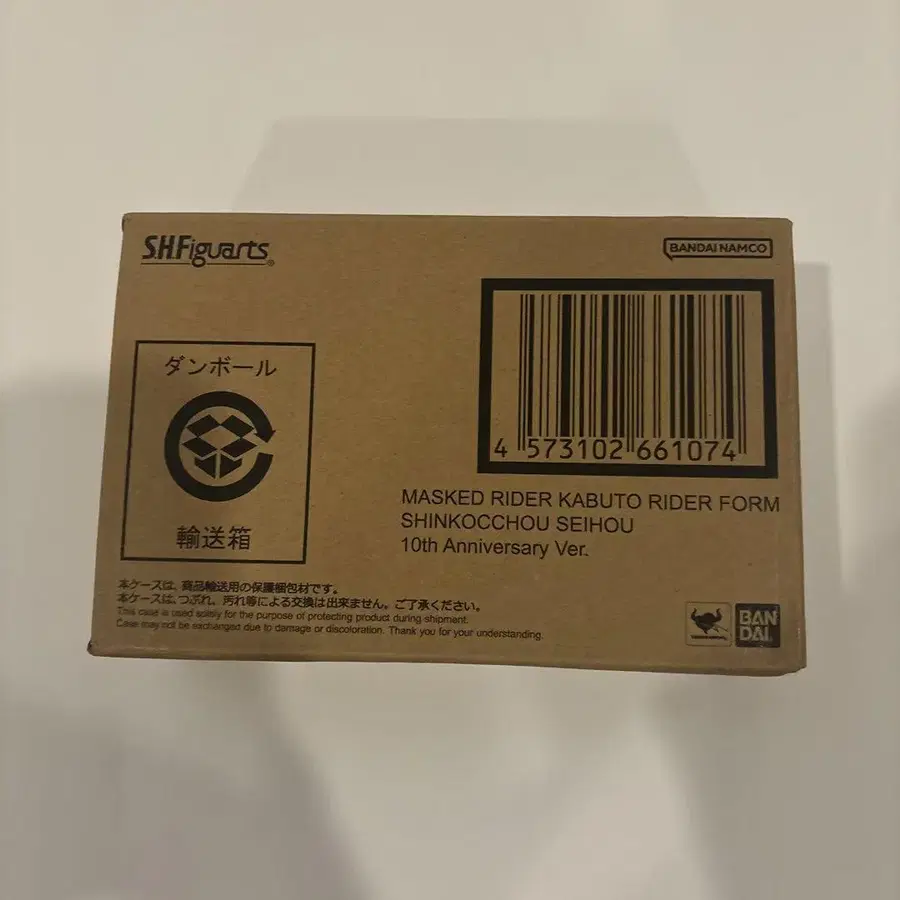 S.H.Figuarts®
BANDAI NAMCO
ダンボール
輸送箱
4 573102 661074
MASKED RIDER KABUTO RIDER FORM
SHINKOCCHOU SEIHOU
10th Anniversary Ver.
本ケースは、商品輸送用の保護梱包材です。
本ケースは、つぶれ、汚れ等による交換は出来ません。ご了承ください。
This case is used solely for the purpose of protecting product during shipment.
Case may not be exchanged due to damage or discoloration. Thank you for your understanding.
BAN
DAI